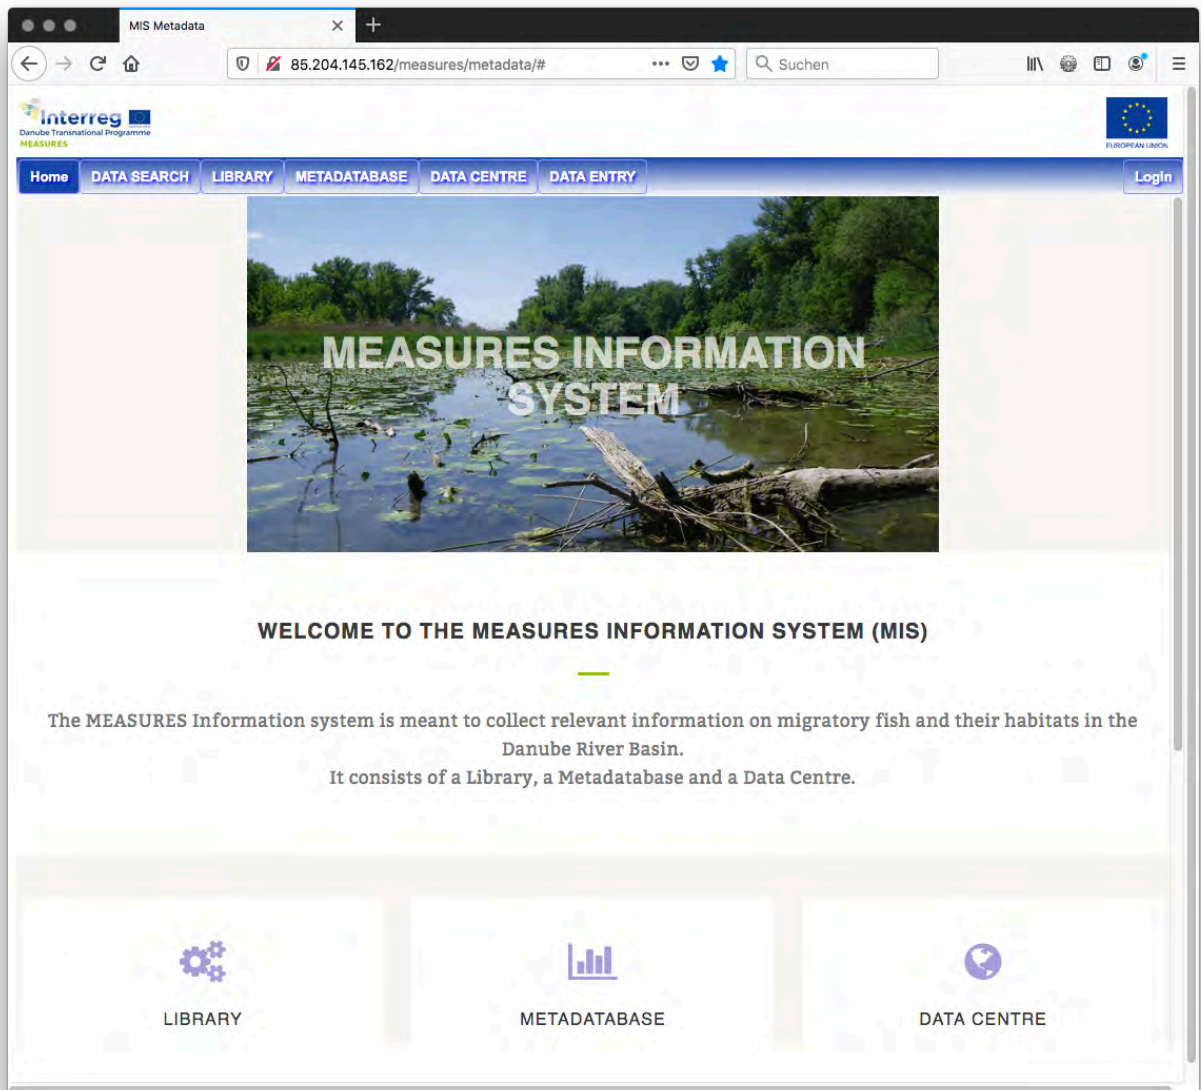 MIS Metadata
85.204.145.162/measures/metadata/#
Suchen
Interreg
Danube Transnational Programme
MEASURES
EUROPEAN UNION
Home DATA SEARCH LIBRARY METADATABASE DATA CENTRE DATA ENTRY Login
MEASURES INFORMATION
SYSTEM
WELCOME TO THE MEASURES INFORMATION SYSTEM (MIS)
The MEASURES Information system is meant to collect relevant information on migratory fish and their habitats in the
Danube River Basin.
It consists of a Library, a Metadatabase and a Data Centre.
LIBRARY METADATABASE DATA CENTRE